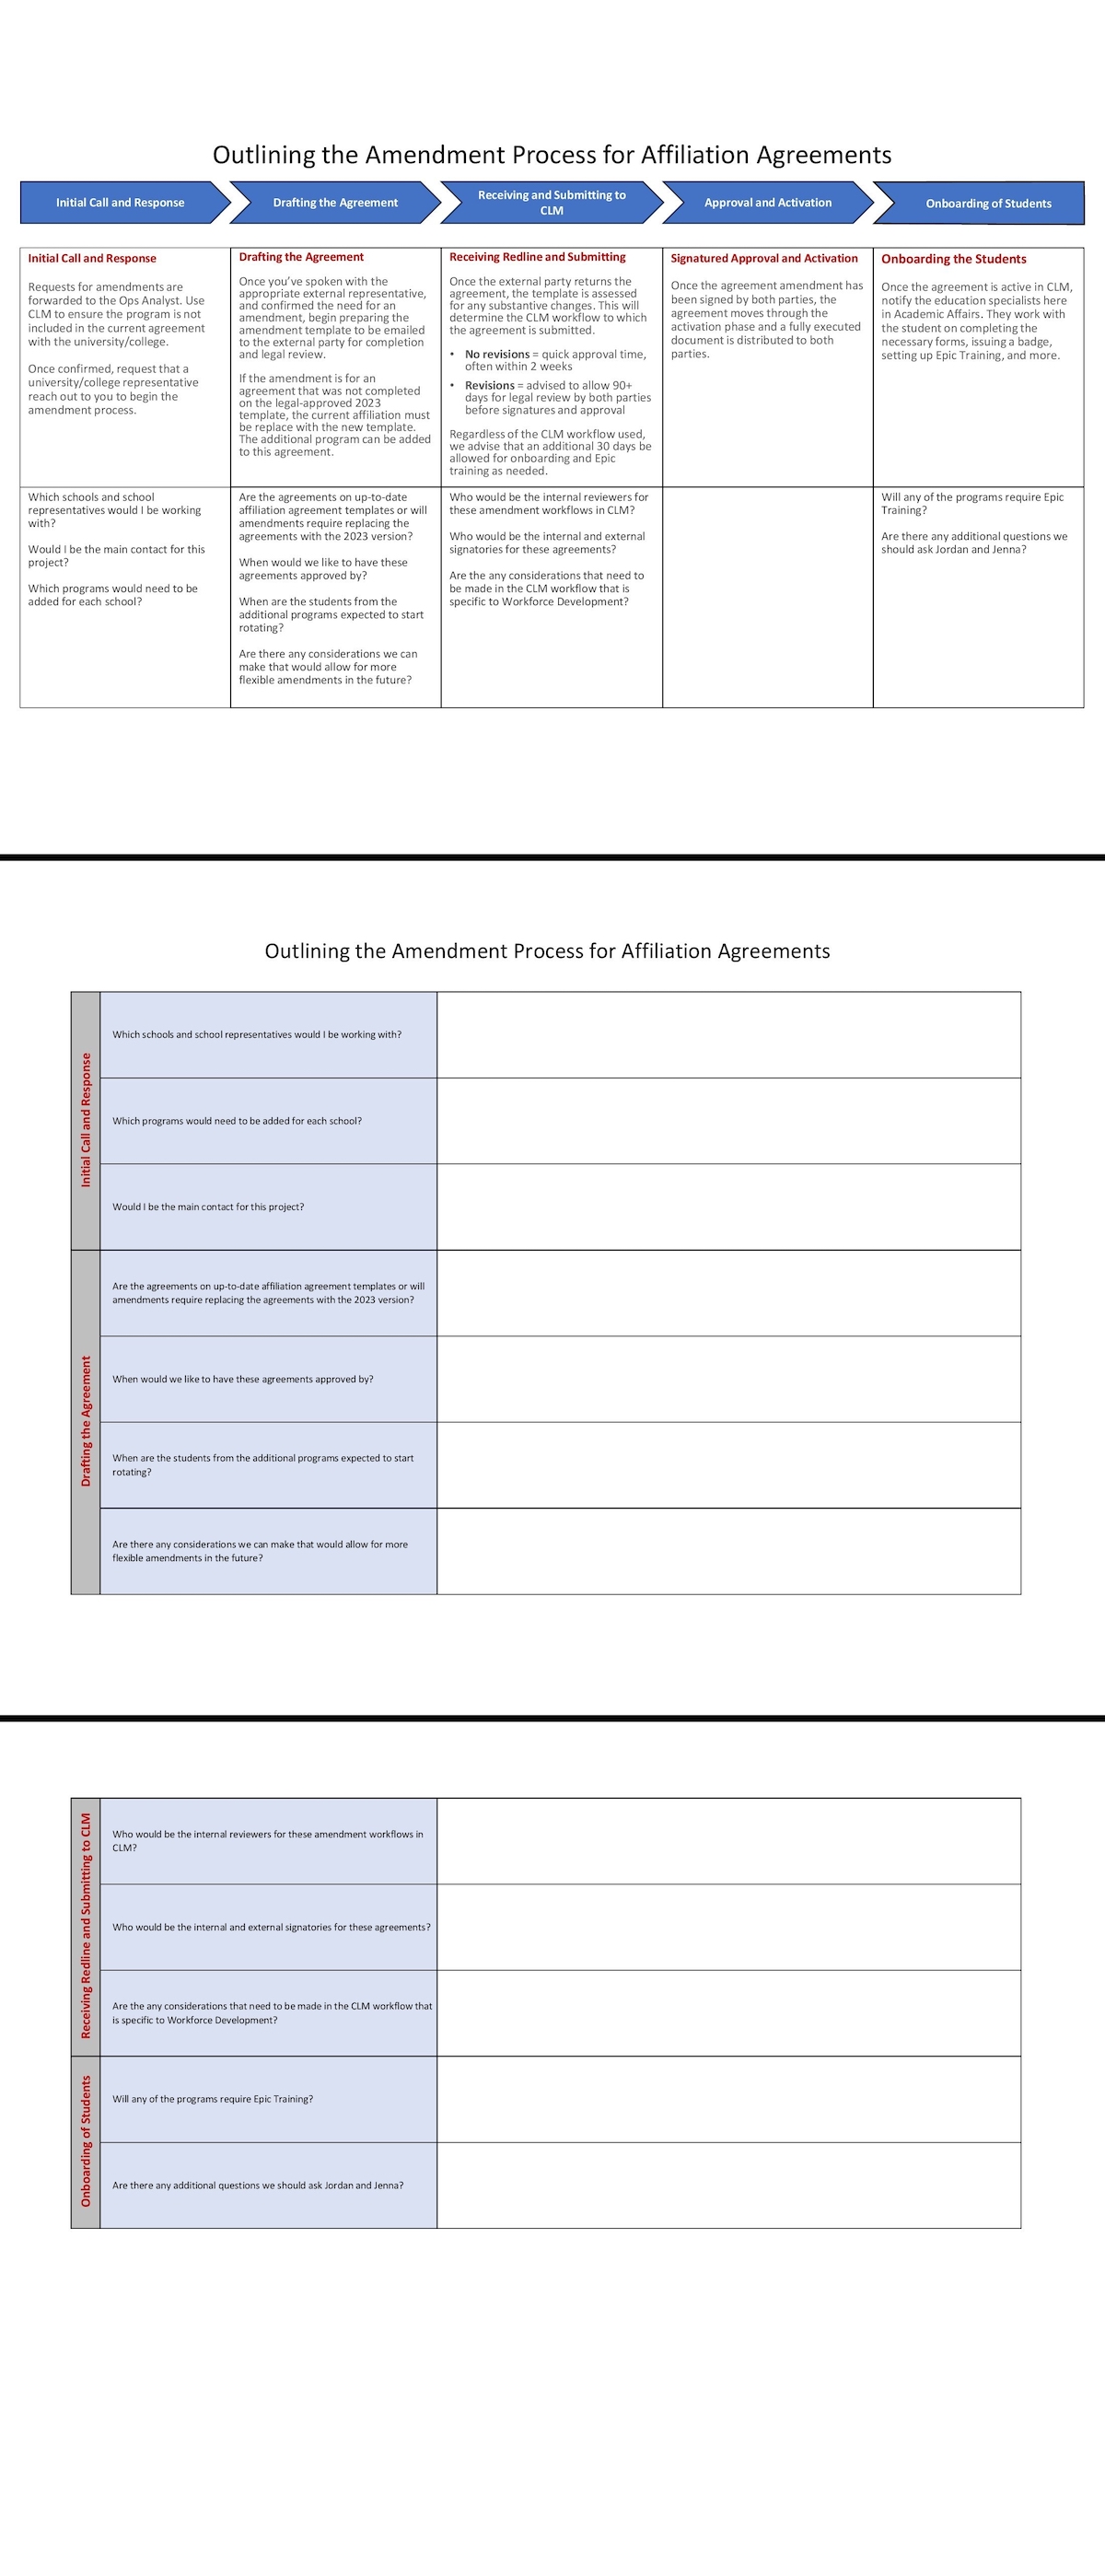 Outlining the Amendment Process for Affiliation Agreements
Initial Call and Response
Drafting the Agreement
Receiving and Submitting to
CLM
Approval and Activation
Onboarding of Students
Initial Call and Response
Requests for amendments are
forwarded to the Ops Analyst. Use
CLM to ensure the program is not
included in the current agreement
with the university/college.
Once confirmed, request that a
university/college representative
reach out to you to begin the
amendment process.
Drafting the Agreement
Once you've spoken with the
appropriate external representative,
and confirmed the need for an
amendment, begin preparing the
amendment template to be emailed
to the external party for completion
and legal review.
If the amendment is for an
agreement that was not completed
on the legal-approved 2023
template, the current affiliation must
be replace with the new template.
The additional program can be added
to this agreement.
Receiving Redline and Submitting
Once the external party returns the
agreement, the template is assessed
for any substantive changes. This will
determine the CLM workflow to which
the agreement is submitted.
• No revisions = quick approval time,
often within 2 weeks
• Revisions = advised to allow 90+
days for legal review by both parties
before signatures and approval
Regardless of the CLM workflow used,
we advise that an additional 30 days be
allowed for onboarding and Epic
training as needed.
Signatured Approval and Activation
Once the agreement amendment has
been signed by both parties, the
agreement moves through the
activation phase and a fully executed
document is distributed to both
parties.
Onboarding the Students
Once the agreement is active in CLM,
notify the education specialists here
in Academic Affairs. They work with
the student on completing the
necessary forms, issuing a badge,
setting up Epic Training, and more.
Which schools and school
representatives would I be working
with?
Would I be the main contact for this
project?
Which programs would need to be
added for each school?
Are the agreements on up-to-date
affiliation agreement templates or will
amendments require replacing the
agreements with the 2023 version?
When would we like to have these
agreements approved by?
When are the students from the
additional programs expected to start
rotating?
Are there any considerations we can
make that would allow for more
flexible amendments in the future?
Who would be the internal reviewers for
these amendment workflows in CLM?
Who would be the internal and external
signatories for these agreements?
Are the any considerations that need to
be made in the CLM workflow that is
specific to Workforce Development?
Will any of the programs require Epic
Training?
Are there any additional questions we
should ask Jordan and Jenna?
Outlining the Amendment Process for Affiliation Agreements
Initial Call and Response
Which schools and school representatives would I be working with?
Which programs would need to be added for each school?
Would I be the main contact for this project?
Drafting the Agreement
Are the agreements on up-to-date affiliation agreement templates or will
amendments require replacing the agreements with the 2023 version?
When would we like to have these agreements approved by?
When are the students from the additional programs expected to start
rotating?
Are there any considerations we can make that would allow for more
flexible amendments in the future?
Receiving Redline and Submitting to CLM
Who would be the internal reviewers for these amendment workflows in
CLM?
Who would be the internal and external signatories for these agreements?
Are the any considerations that need to be made in the CLM workflow that
is specific to Workforce Development?
Onboarding of Students
Will any of the programs require Epic Training?
Are there any additional questions we should ask Jordan and Jenna?